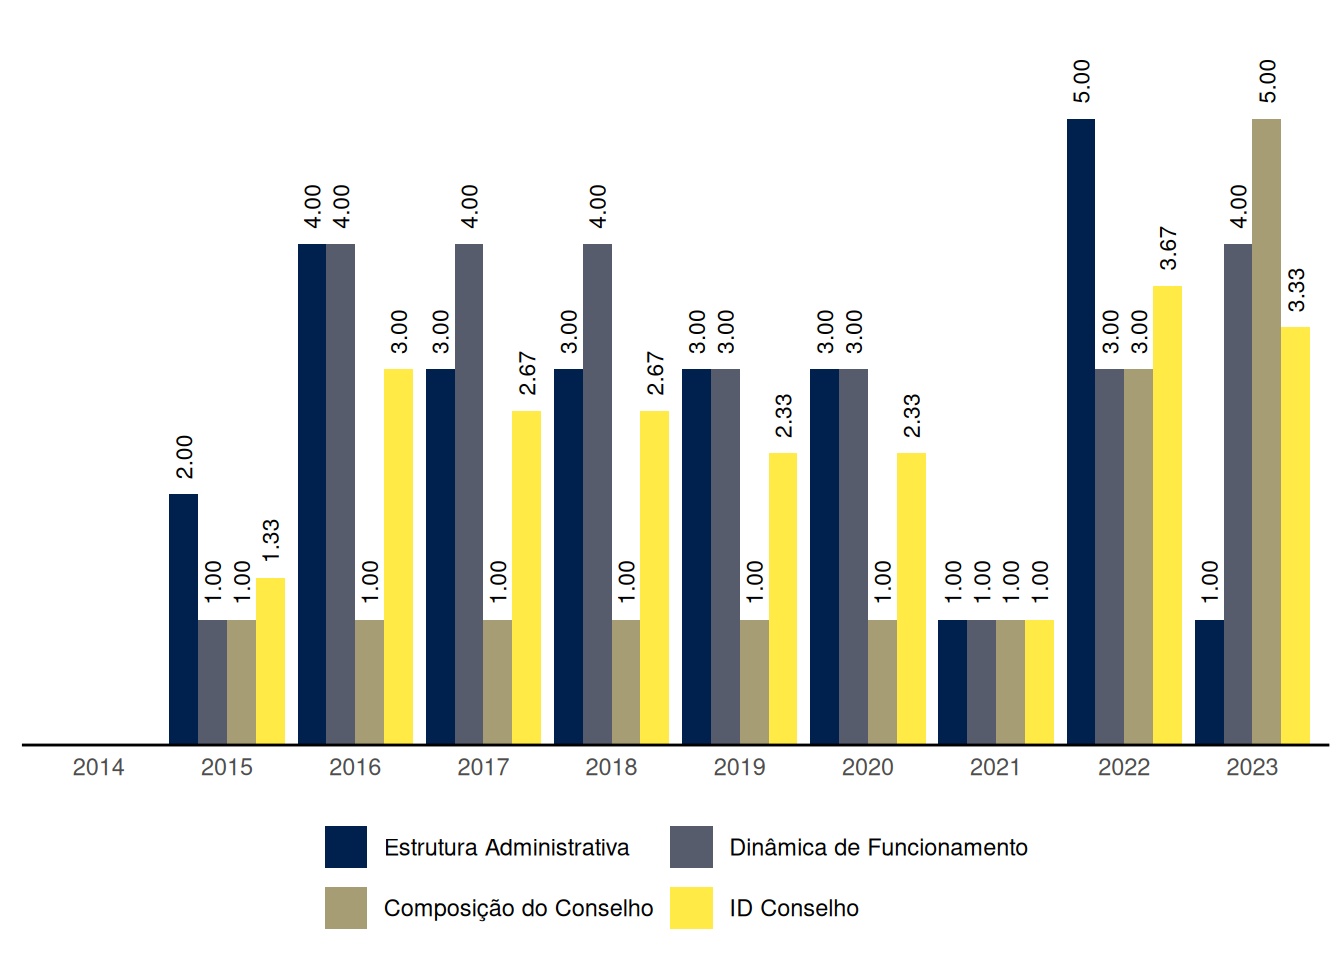 5.00 5.00
4.00 4.00 4.00 4.00 4.00
3.67
3.33
3.00 3.00 3.00 3.00 3.00 3.00 3.00 3.00 3.00
2.67 2.67
2.33 2.33
2.00
1.33
1.00 1.00 1.00 1.00 1.00 1.00 1.00 1.00 1.00 1.00 1.00 1.00
2014 2015 2016 2017 2018 2019 2020 2021 2022 2023
Estrutura Administrativa Dinâmica de Funcionamento
Composição do Conselho ID Conselho